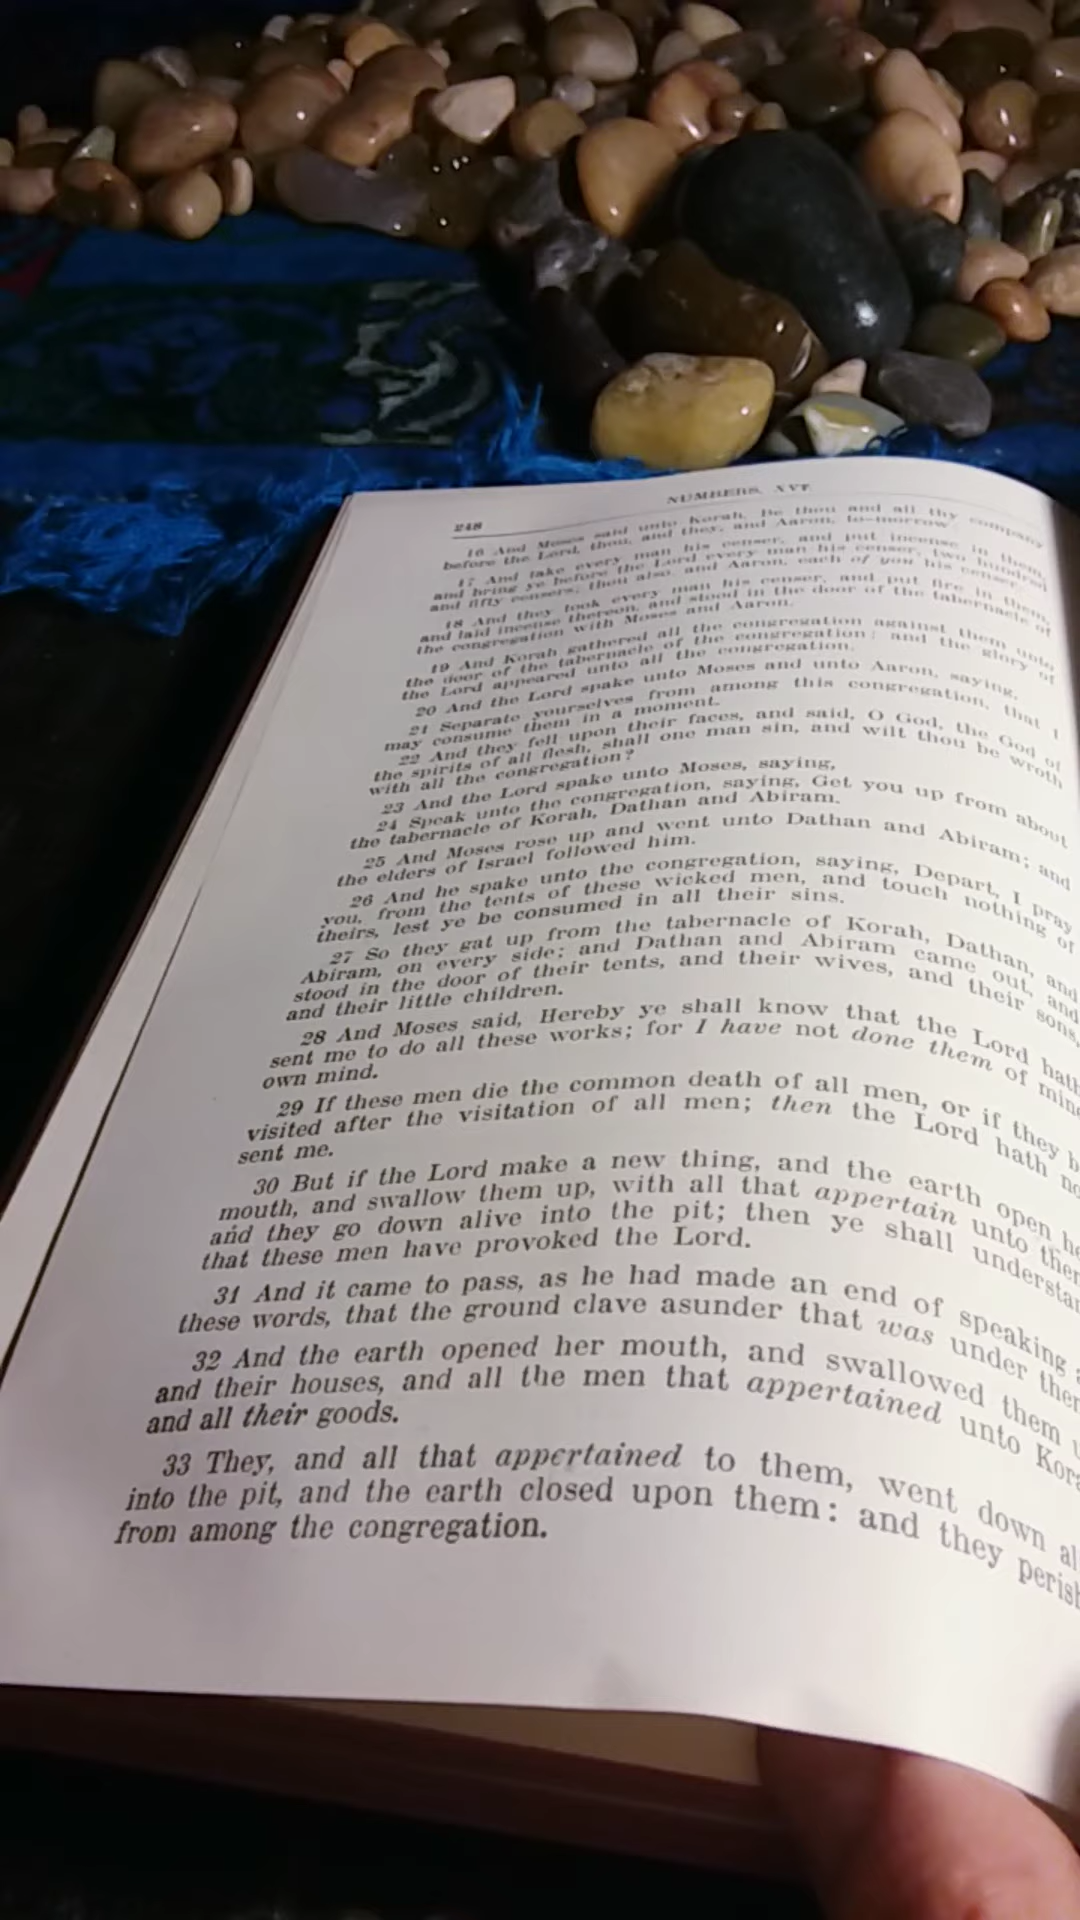 248 NUMBERS, XVI.
16 And Moses said unto Korah, Be thou and all thy company
before the Lord, thou, and they, and Aaron, to-morrow
17 And take every man his censer, and put incense in them,
and bring ye before the Lord every man his censer, two hundred
and fifty censers; thou also, and Aaron, each of you his censer.
18 And they took every man his censer, and put fire in them,
and laid incense thereon, and stood in the door of the tabernacle of
the congregation with Moses and Aaron.
19 And Korah gathered all the congregation against them unto
the door of the tabernacle of the congregation: and the glory of
the Lord appeared unto all the congregation.
20 And the Lord spake unto Moses and unto Aaron, saying,
21 Separate yourselves from among this congregation, that I
may consume them in a moment.
22 And they fell upon their faces, and said, O God, the God of
the spirits of all flesh, shall one man sin, and wilt thou be wroth
with all the congregation?
23 And the Lord spake unto Moses, saying,
24 Speak unto the congregation, saying, Get you up from about
the tabernacle of Korah, Dathan and Abiram.
25 And Moses rose up and went unto Dathan and Abiram; and
the elders of Israel followed him.
26 And he spake unto the congregation, saying, Depart, I pray
you, from the tents of these wicked men, and touch nothing of
theirs, lest ye be consumed in all their sins.
27 So they gat up from the tabernacle of Korah, Dathan, and
Abiram, on every side; and Dathan and Abiram came out, and
stood in the door of their tents, and their wives, and their sons,
and their little children.
28 And Moses said, Hereby ye shall know that the Lord hath
sent me to do all these works; for I have not done them of mine
own mind.
29 If these men die the common death of all men, or if they b
visited after the visitation of all men; then the Lord hath no
sent me.
30 But if the Lord make a new thing, and the earth open he
mouth, and swallow them up, with all that appertain unto them
and they go down alive into the pit; then ye shall understan
that these men have provoked the Lord.
31 And it came to pass, as he had made an end of speaking a
these words, that the ground clave asunder that was under them
32 And the earth opened her mouth, and swallowed them u
and their houses, and all the men that appertained unto Kora
and all their goods.
33 They, and all that appertained to them, went down al
into the pit, and the earth closed upon them: and they perish
from among the congregation.